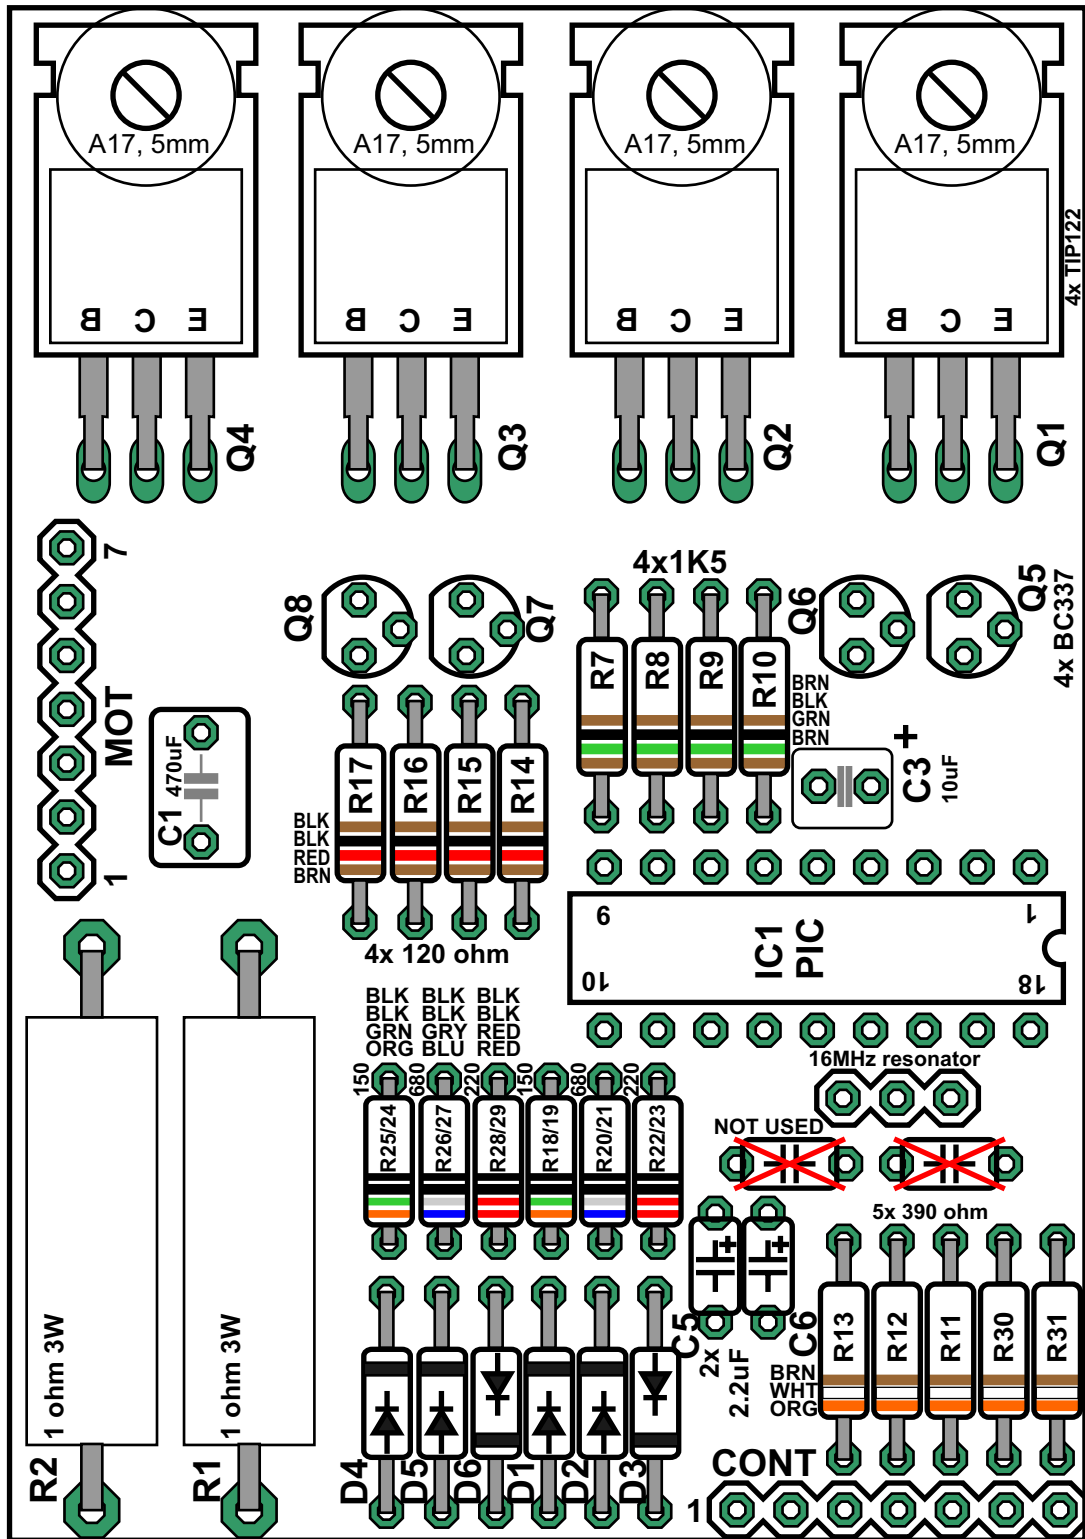 A17, 5mm
A17, 5mm
A17, 5mm
A17, 5mm
4x TIP122
B C E
B C E
B C E
B C E
Q4
Q3
Q2
Q1
7
MOT
1
C1
470uF
Q8
Q7
4x1K5
Q6
Q5
4x BC337
R7
R8
R9
R10
BRN
BLK
GRN
BRN
+
C3
10uF
R17
R16
R15
R14
BLK
BLK
RED
BRN
4x 120 ohm
9
1
IC1
PIC
10
18
BLK BLK BLK
BLK BLK BLK
GRN GRY RED
ORG BLU RED
150
680
220
150
680
220
R25/24
R26/27
R28/29
R18/19
R20/21
R22/23
16MHz resonator
NOT USED
5x 390 ohm
+
+
C5
2x
2.2uF
C6
R13
R12
R11
R30
R31
BRN
WHT
ORG
1 ohm 3W
1 ohm 3W
R2
R1
D4
D5
D6
D1
D2
D3
CONT
1